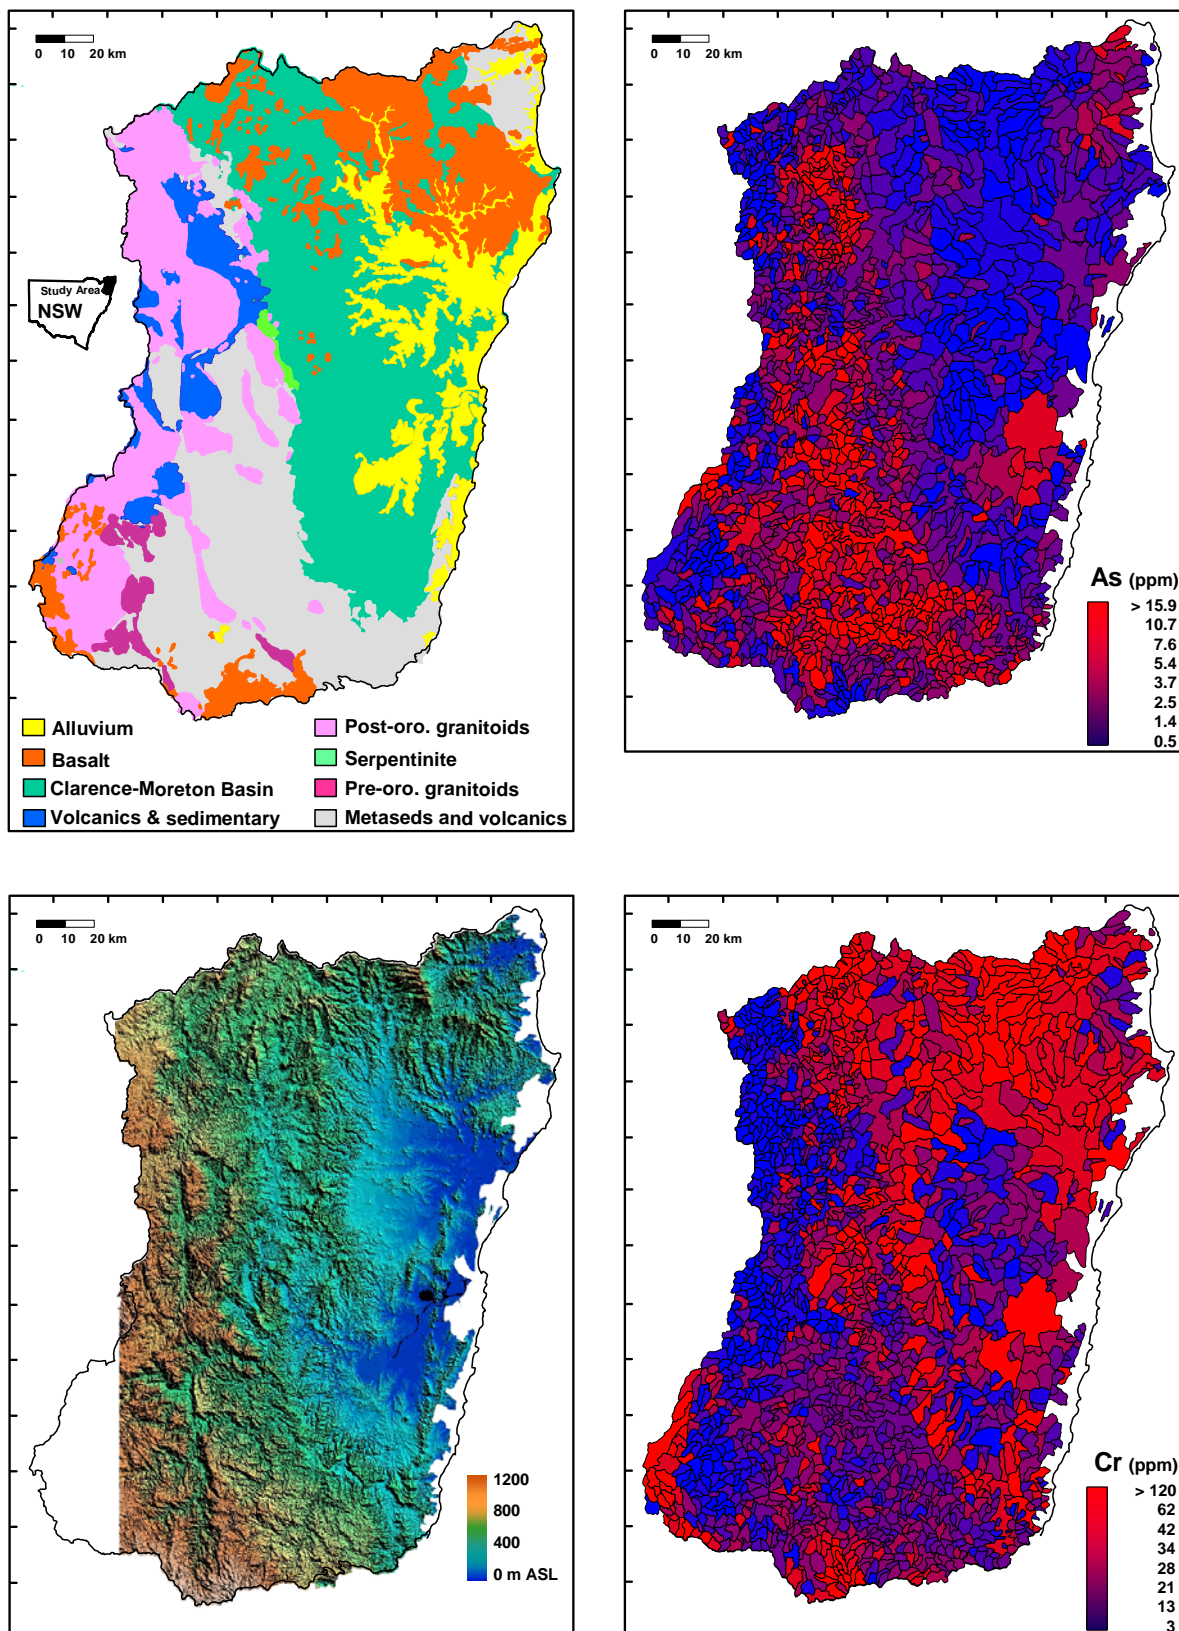 0 10 20 km
Study Area
NSW
Alluvium
Basalt
Clarence-Moreton Basin
Volcanics & sedimentary
Post-oro. granitoids
Serpentinite
Pre-oro. granitoids
Metaseds and volcanics
0 10 20 km
As (ppm)
> 15.9
10.7
7.6
5.4
3.7
2.5
1.4
0.5
0 10 20 km
1200
800
400
0 m ASL
0 10 20 km
Cr (ppm)
> 120
62
42
34
28
21
13
3